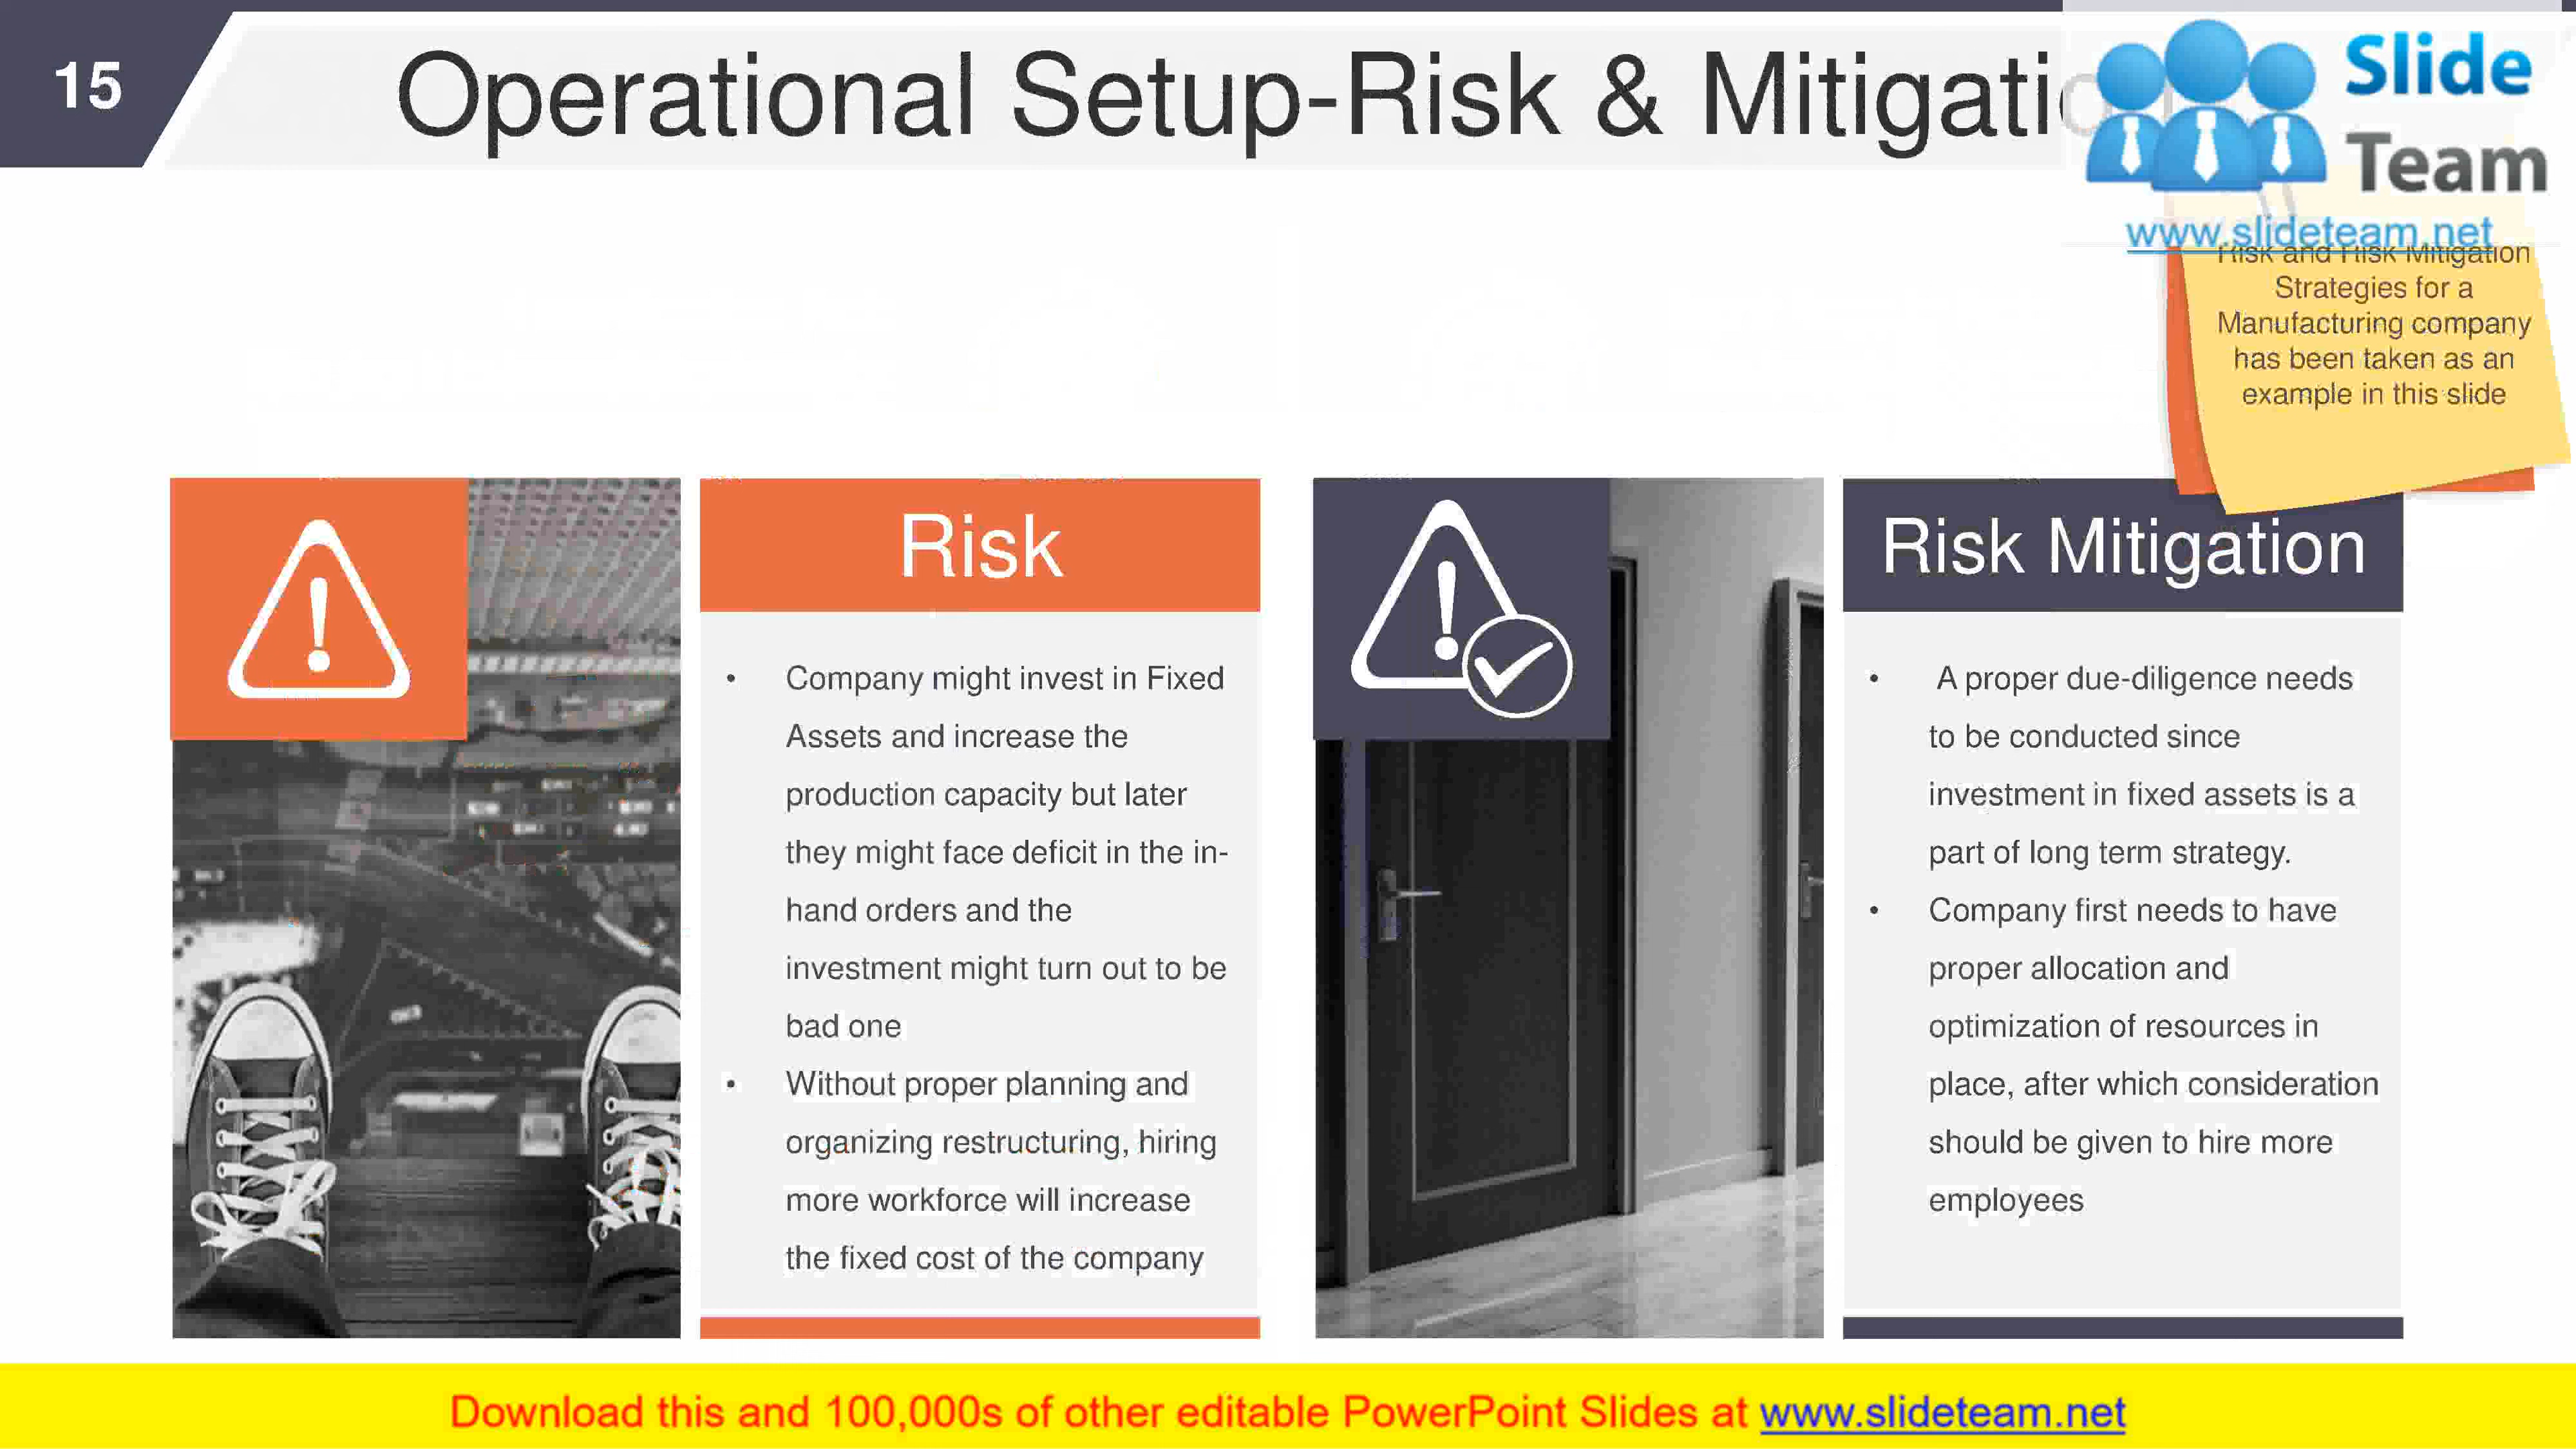 15
Operational Setup-Risk & Mitigatio
Slide
Team
www.slideteam.net
Risk and Risk Mitigation
Strategies for a
Manufacturing company
has been taken as an
example in this slide
Risk
• Company might invest in Fixed
Assets and increase the
production capacity but later
they might face deficit in the in-
hand orders and the
investment might turn out to be
bad one
• Without proper planning and
organizing restructuring, hiring
more workforce will increase
the fixed cost of the company
Risk Mitigation
• A proper due-diligence needs
to be conducted since
investment in fixed assets is a
part of long term strategy.
• Company first needs to have
proper allocation and
optimization of resources in
place, after which consideration
should be given to hire more
employees
Download this and 100,000s of other editable PowerPoint Slides at www.slideteam.net